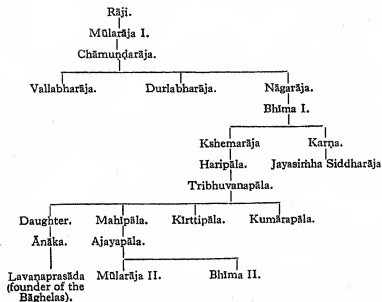 Rāji.
Mūlarāja I.
Chāmuṇḍarāja.
Vallabharāja. Durlabharāja. Nāgarāja.
Bhīma I.
Kshemarāja Karṇa.
Haripāla. Jayasiṁha Siddharāja
Tribhuvanapāla.
Daughter. Mahīpāla. Kīrttipāla. Kumārapāla.
Ānāka. Ajayapāla.
Lavaṇaprasāda Mūlarāja II. Bhīma II.
(founder of the
Bāghelas).